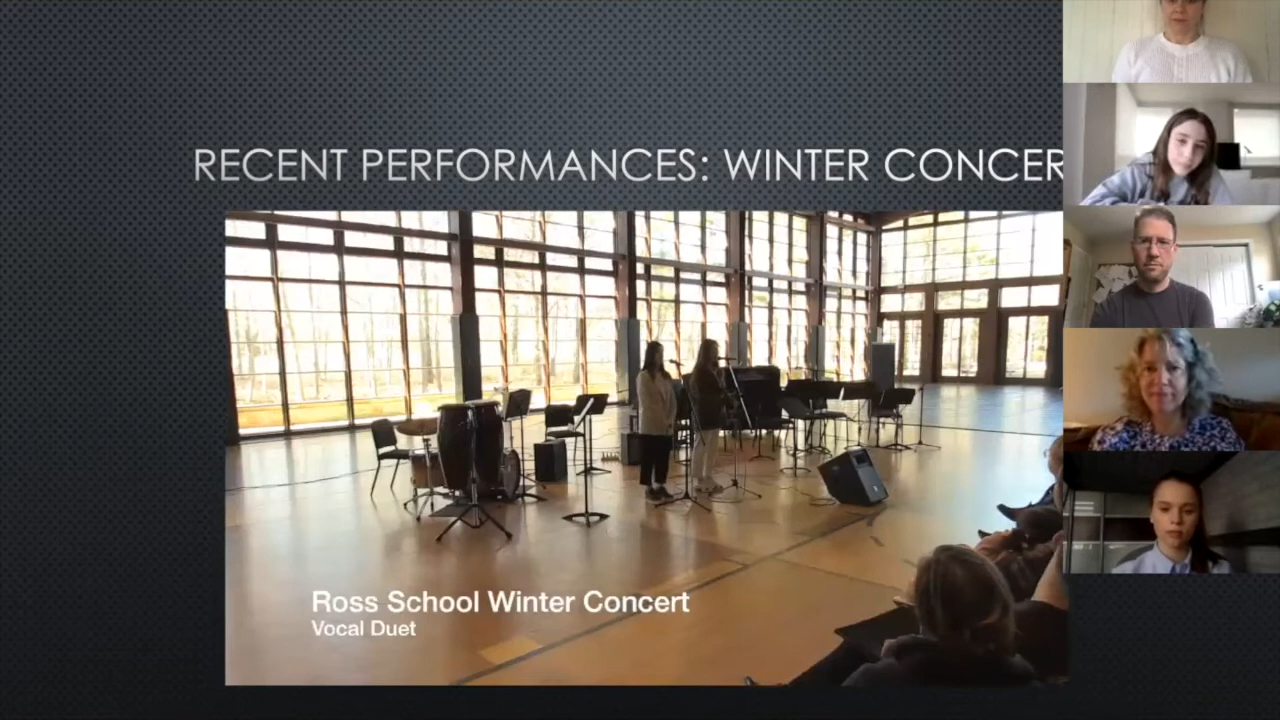 RECENT PERFORMANCES: WINTER CONCER
Ross School Winter Concert
Vocal Duet